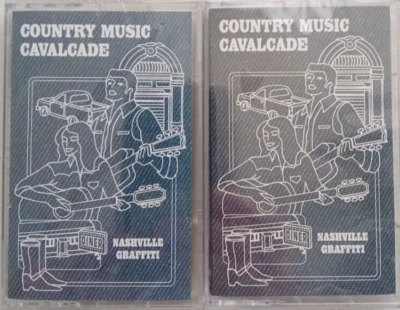 COUNTRY MUSIC
CAVALCADE
DINER
NASHVILLE
GRAFFITI
COUNTRY MUSIC
CAVALCADE
DINER
NASHVILLE
GRAFFITI